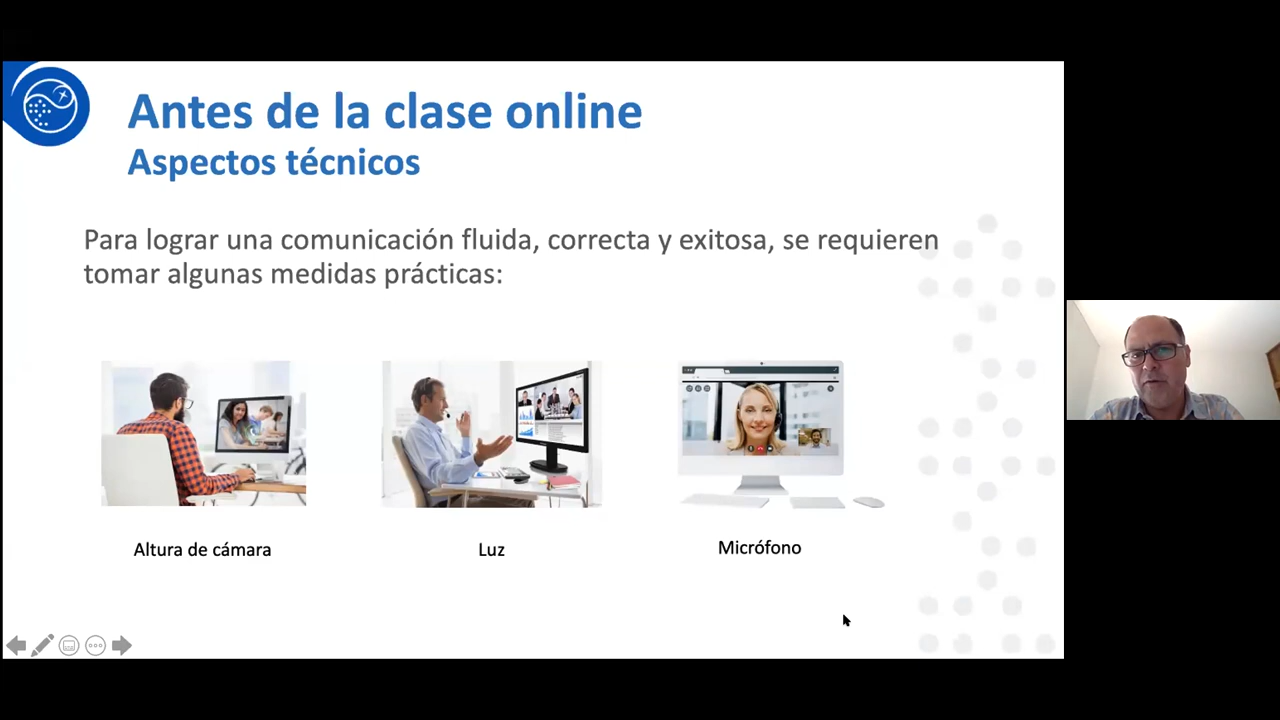 Antes de la clase online
Aspectos técnicos
Para lograr una comunicación fluida, correcta y exitosa, se requieren
tomar algunas medidas prácticas:
Altura de cámara
Luz
Micrófono